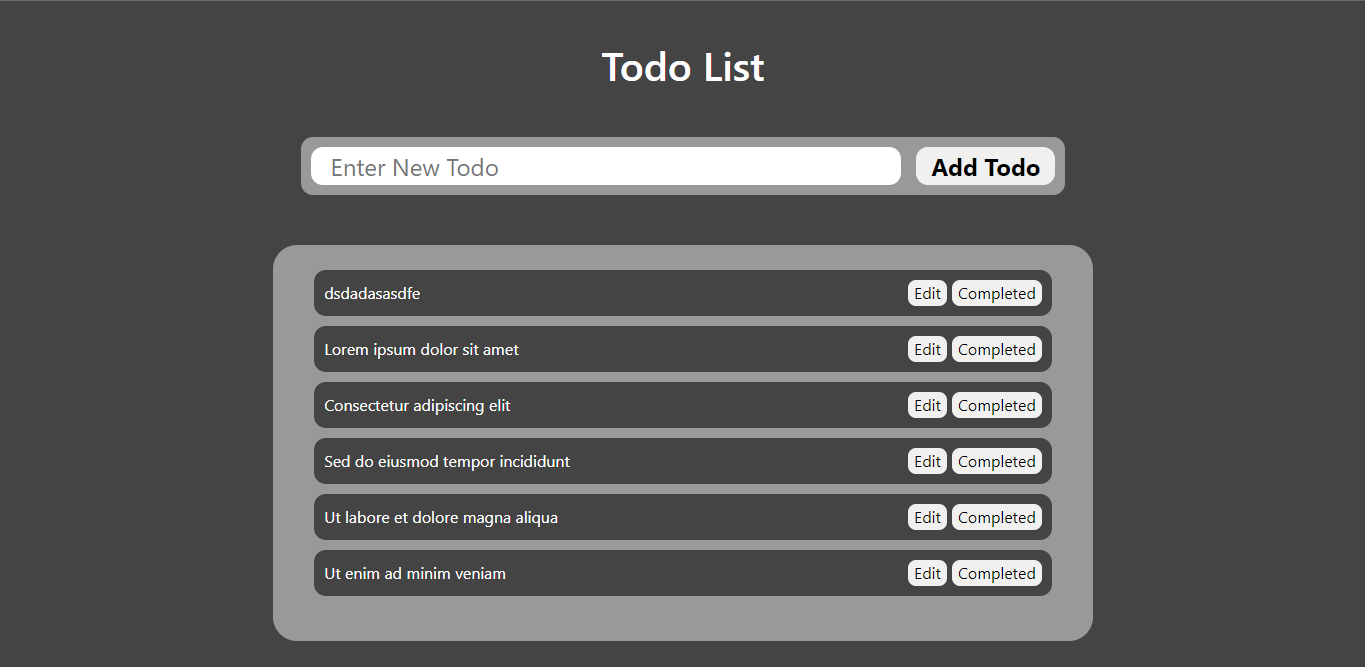 Todo List
Enter New Todo Add Todo
dsdadasasdfe Edit Completed
Lorem ipsum dolor sit amet Edit Completed
Consectetur adipiscing elit Edit Completed
Sed do eiusmod tempor incididunt Edit Completed
Ut labore et dolore magna aliqua Edit Completed
Ut enim ad minim veniam Edit Completed